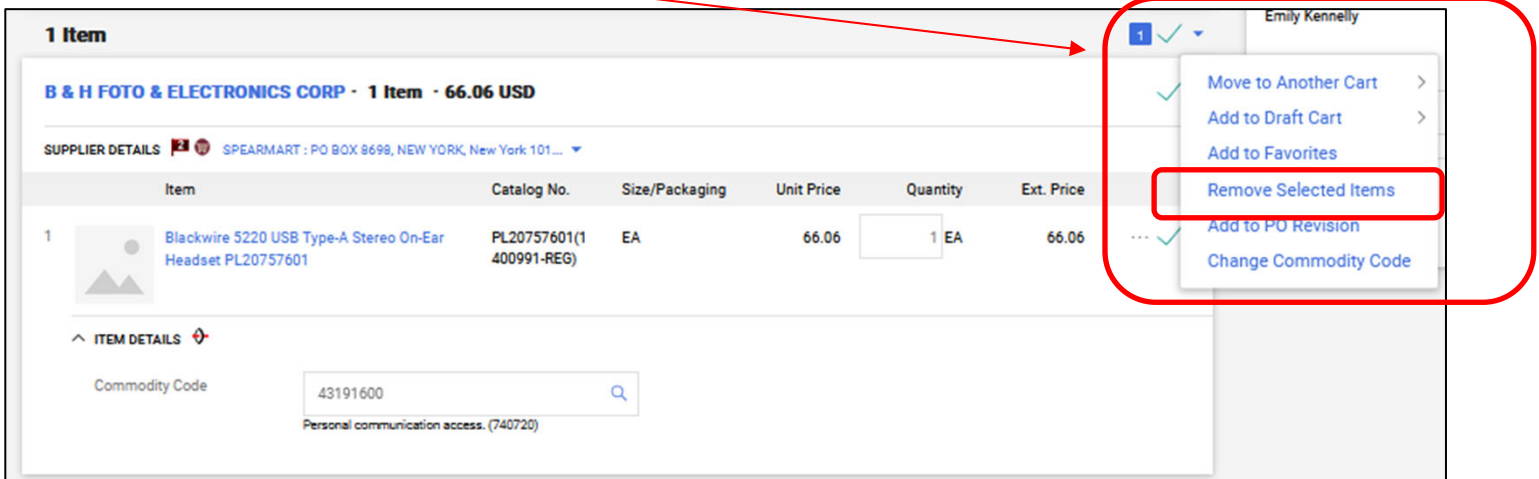 Emily Kennelly
1 Item
1
B & H FOTO & ELECTRONICS CORP · 1 Item · 66.06 USD
Move to Another Cart
Add to Draft Cart
Add to Favorites
Remove Selected Items
Add to PO Revision
Change Commodity Code
SUPPLIER DETAILS 2 SPEARMART : PO BOX 8698, NEW YORK, New York 101...
Item Catalog No. Size/Packaging Unit Price Quantity Ext. Price
1 Blackwire 5220 USB Type-A Stereo On-Ear PL20757601(1 EA 66.06 1 EA 66.06 ...
Headset PL20757601 400991-REG)
ITEM DETAILS
Commodity Code 43191600
Personal communication access. (740720)